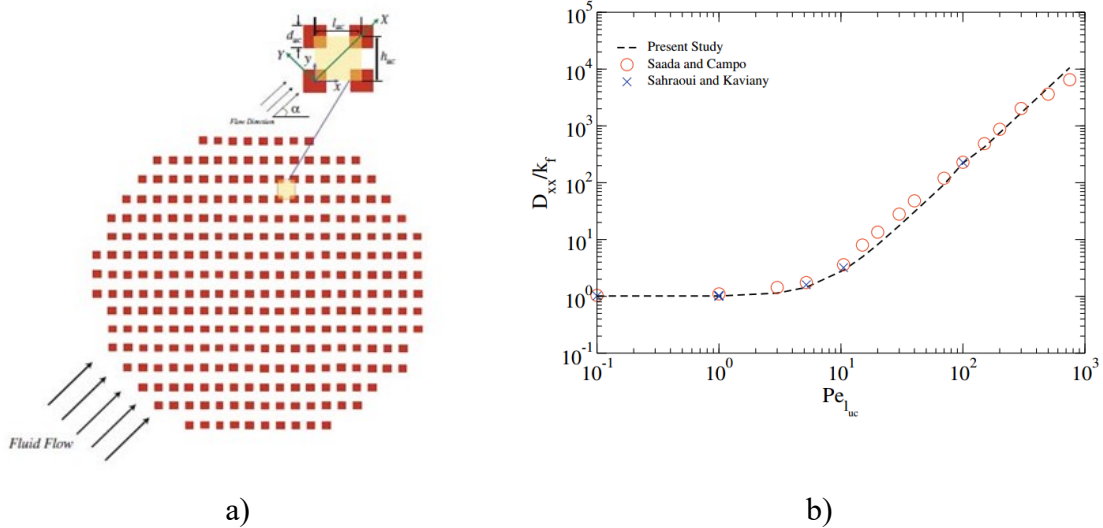 X
l_uc
d_uc
Y
y
h_uc
x
α
Flow Direction
Fluid Flow
a)
10^5
10^4
10^3
10^2
10^1
10^0
10^-1
D_xx/k_f
Present Study
Saada and Campo
Sahraoui and Kaviany
10^-1 10^0 10^1 10^2 10^3
Pe_l_uc
b)